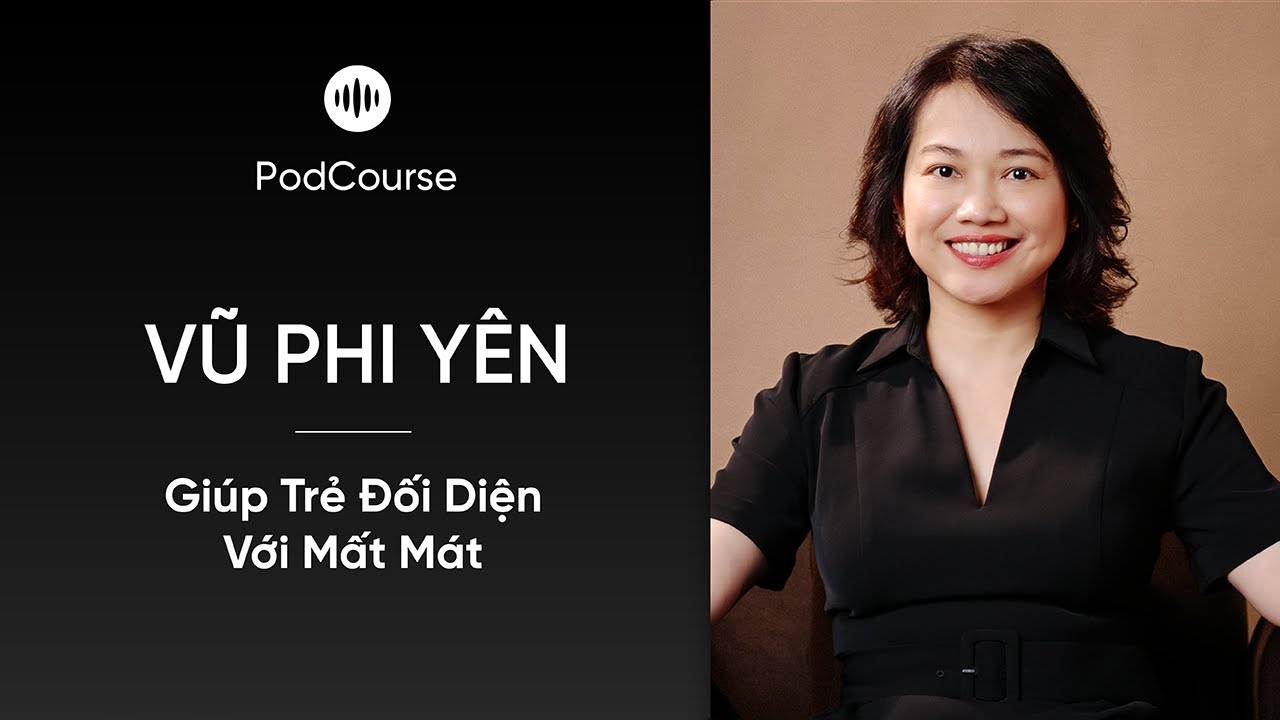 PodCourse
VŨ PHI YÊN
Giúp Trẻ Đối Diện
Với Mất Mát